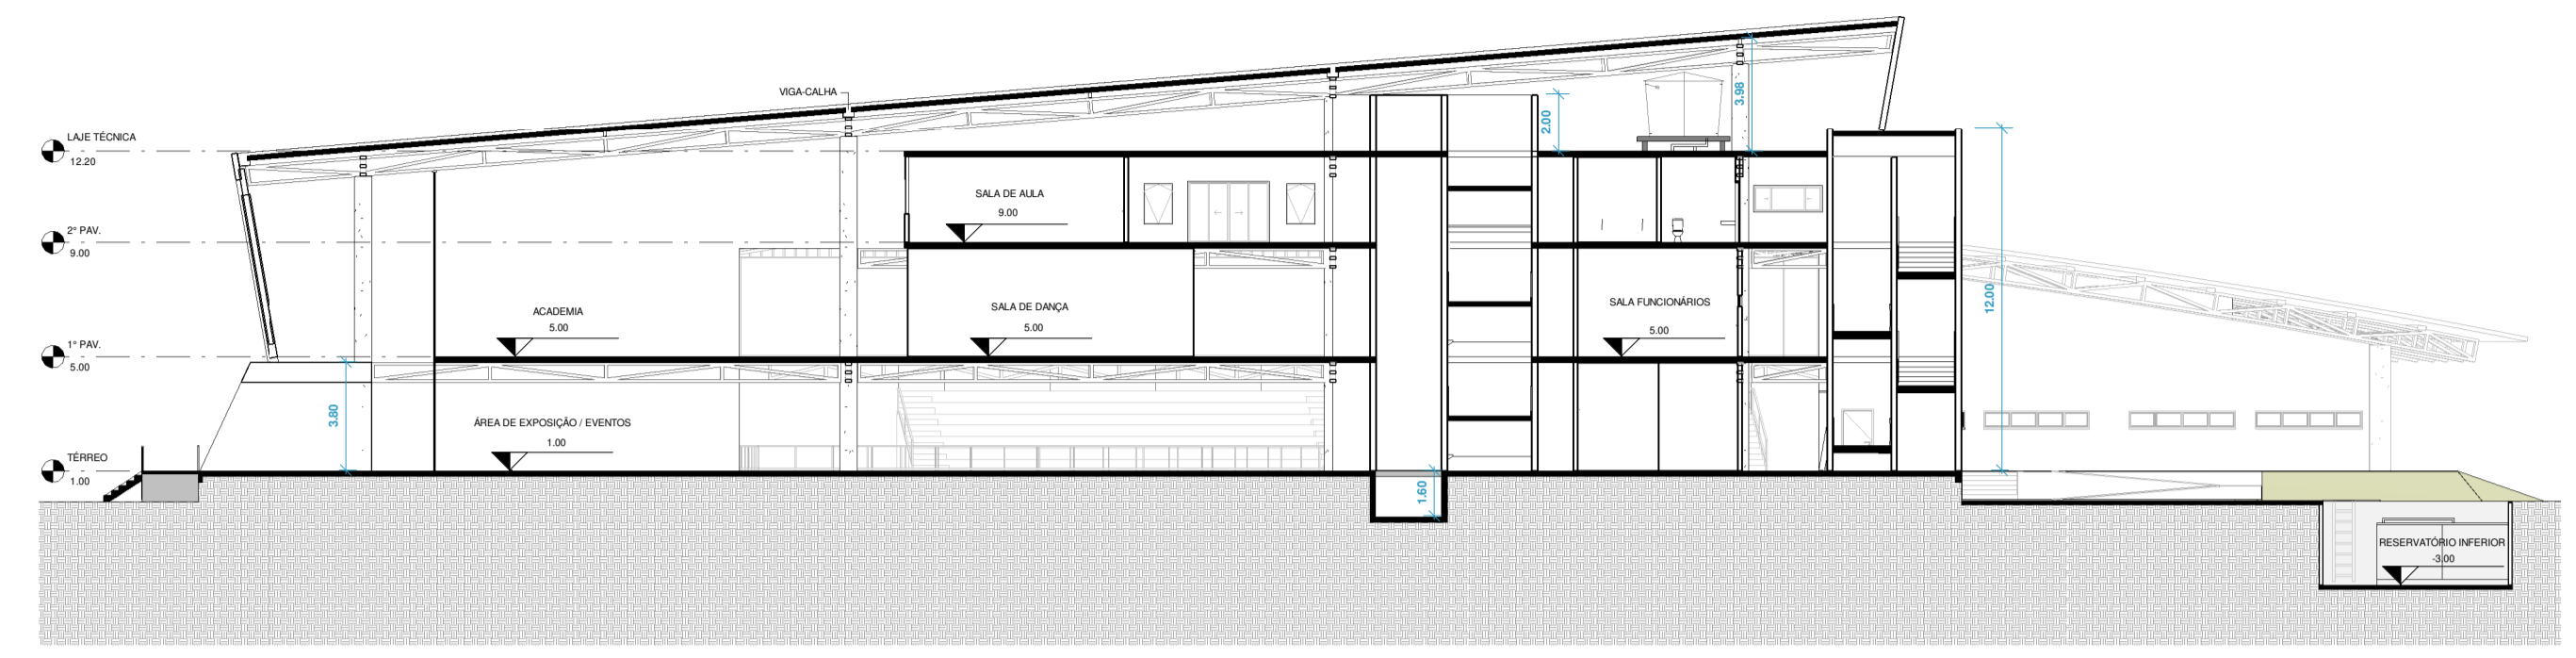 VIGA-CALHA
3.98
2.00
LAJE TÉCNICA
12.20
SALA DE AULA
9.00
2° PAV.
9.00
12.00
ACADEMIA
5.00
SALA DE DANÇA
5.00
SALA FUNCIONÁRIOS
5.00
1° PAV.
5.00
3.80
ÁREA DE EXPOSIÇÃO / EVENTOS
1.00
TÉRREO
1.00
1.60
RESERVATÓRIO INFERIOR
-3.00